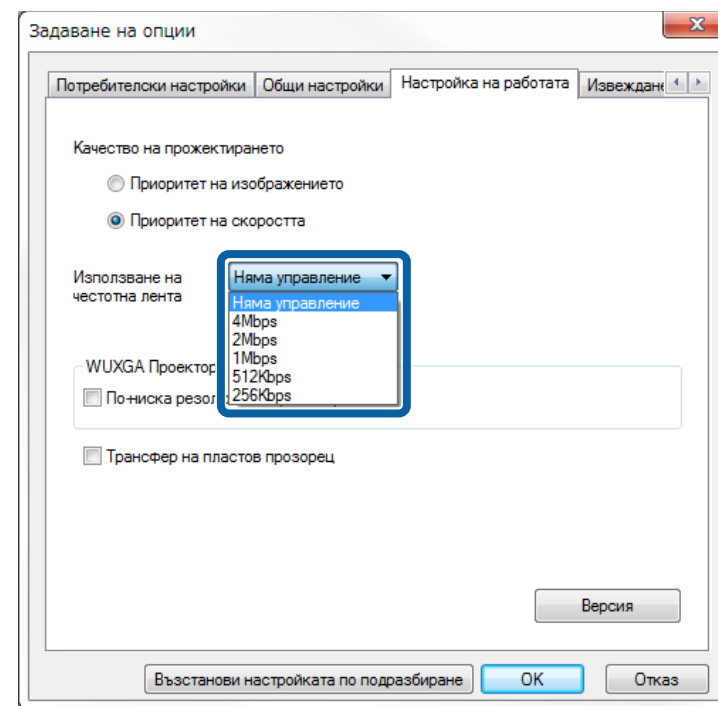 Задаване на опции
Потребителски настройки Общи настройки Настройка на работата
Качество на прожектирането
Приоритет на изображението
Приоритет на скоростта
Използване на
честотна лента
Няма управление
Няма управление
4Mbps
2Mbps
1Mbps
512Kbps
256Kbps
WUXGA Проектор
По-ниска
Трансфер на пластов прозорец
Версия
Възстанови настройката по подразбиране OK Отказ